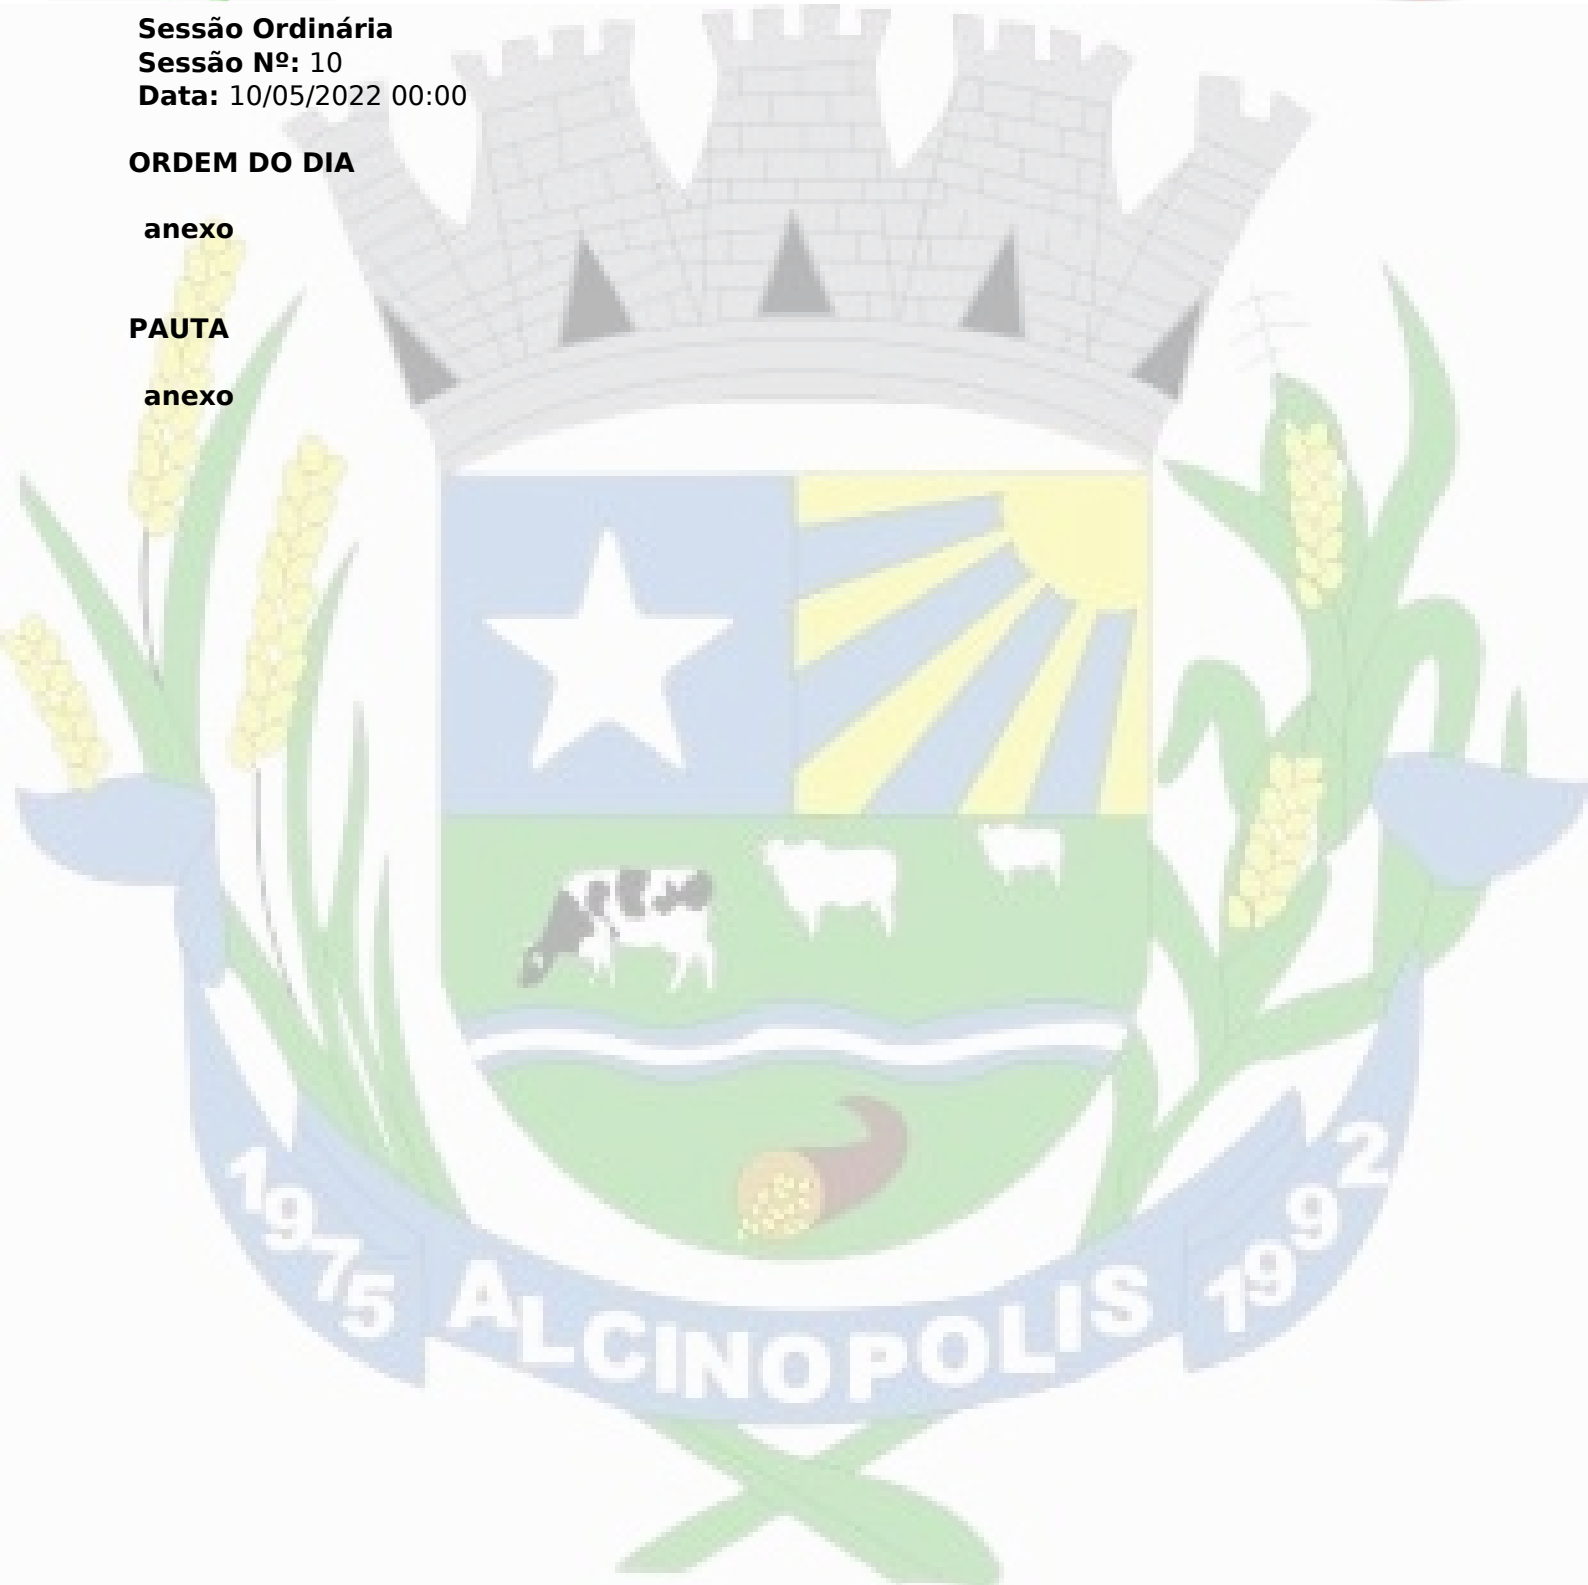 Sessão Ordinária
Sessão Nº: 10
Data: 10/05/2022 00:00
ORDEM DO DIA
anexo
PAUTA
anexo
1975 ALCINOPOLIS 1992